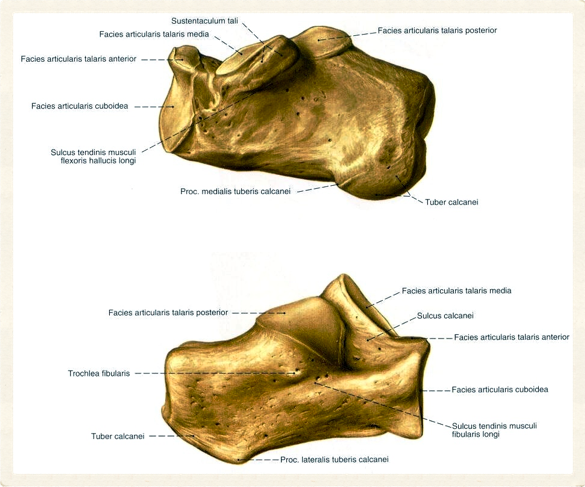 Sustentaculum tali
Facies articularis talaris media
Facies articularis talaris posterior
Facies articularis talaris anterior
Facies articularis cuboidea
Sulcus tendinis musculi
flexoris hallucis longi
Proc. medialis tuberis calcanei
Tuber calcanei
Facies articularis talaris media
Facies articularis talaris posterior
Sulcus calcanei
Facies articularis talaris anterior
Trochlea fibularis
Facies articularis cuboidea
Sulcus tendinis musculi
fibularis longi
Tuber calcanei
Proc. lateralis tuberis calcanei